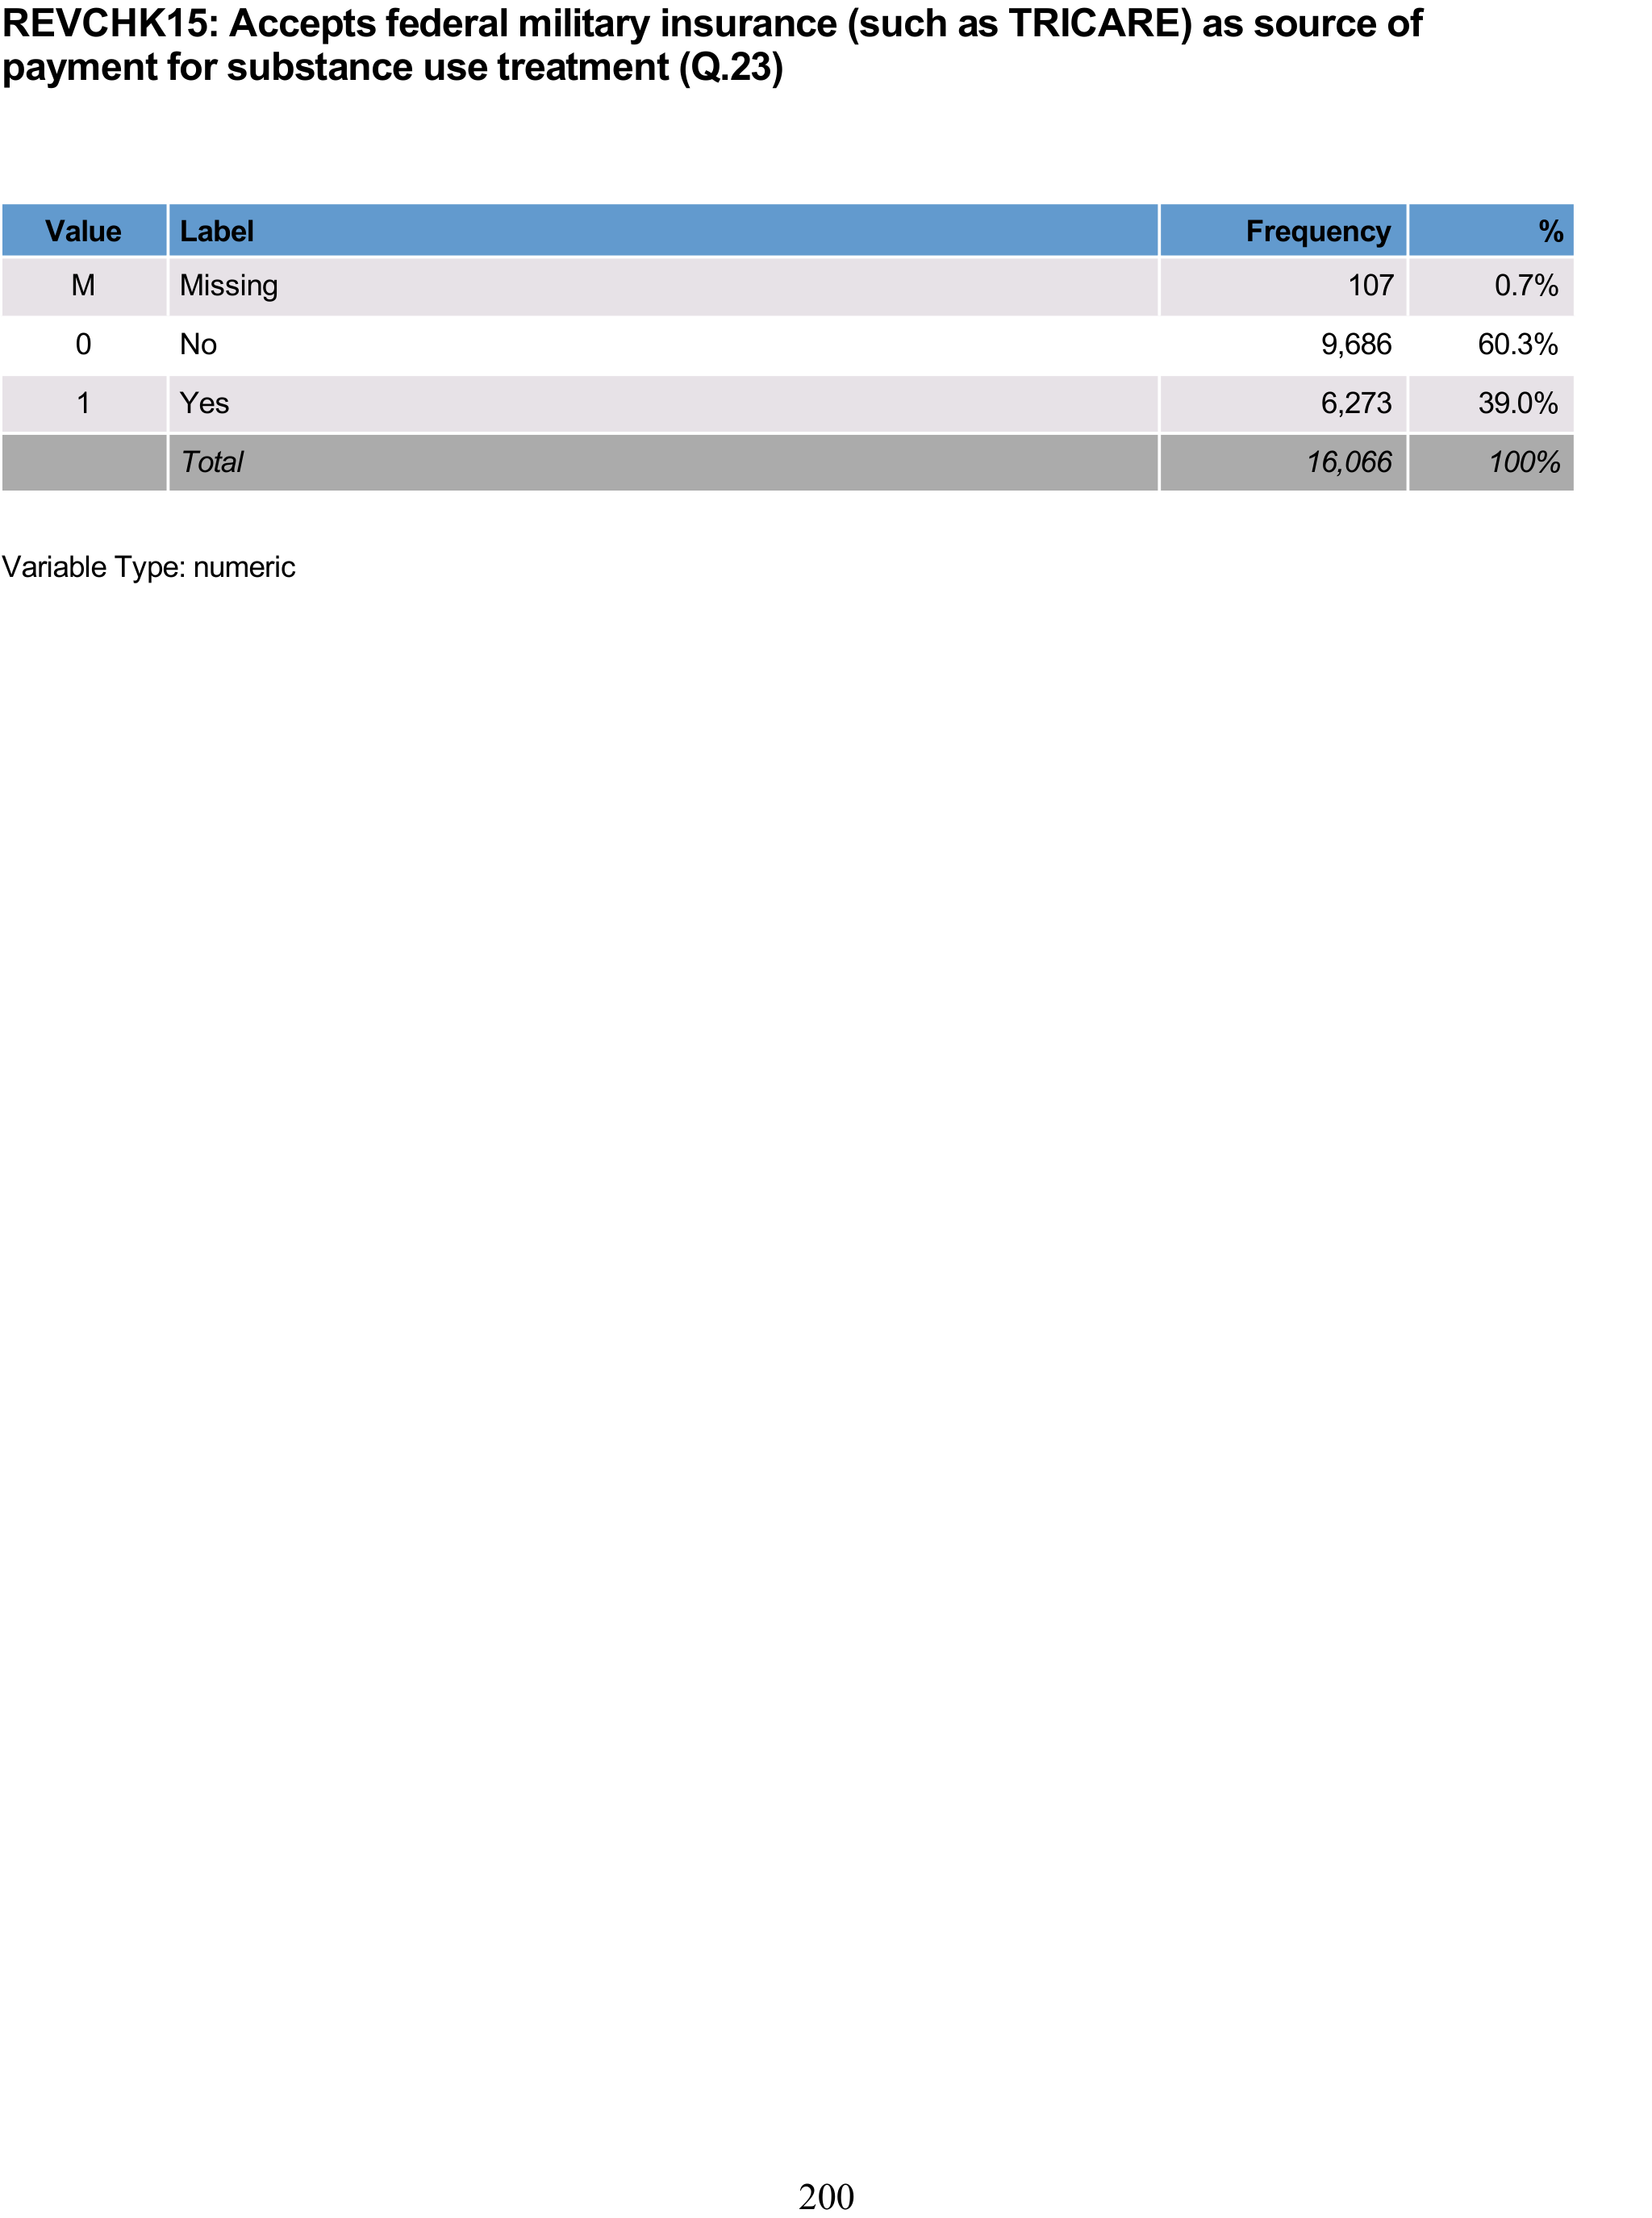 REVCHK15: Accepts federal military insurance (such as TRICARE) as source of
payment for substance use treatment (Q.23)
Value Label Frequency %
M Missing 107 0.7%
0 No 9,686 60.3%
1 Yes 6,273 39.0%
Total 16,066 100%
Variable Type: numeric
200